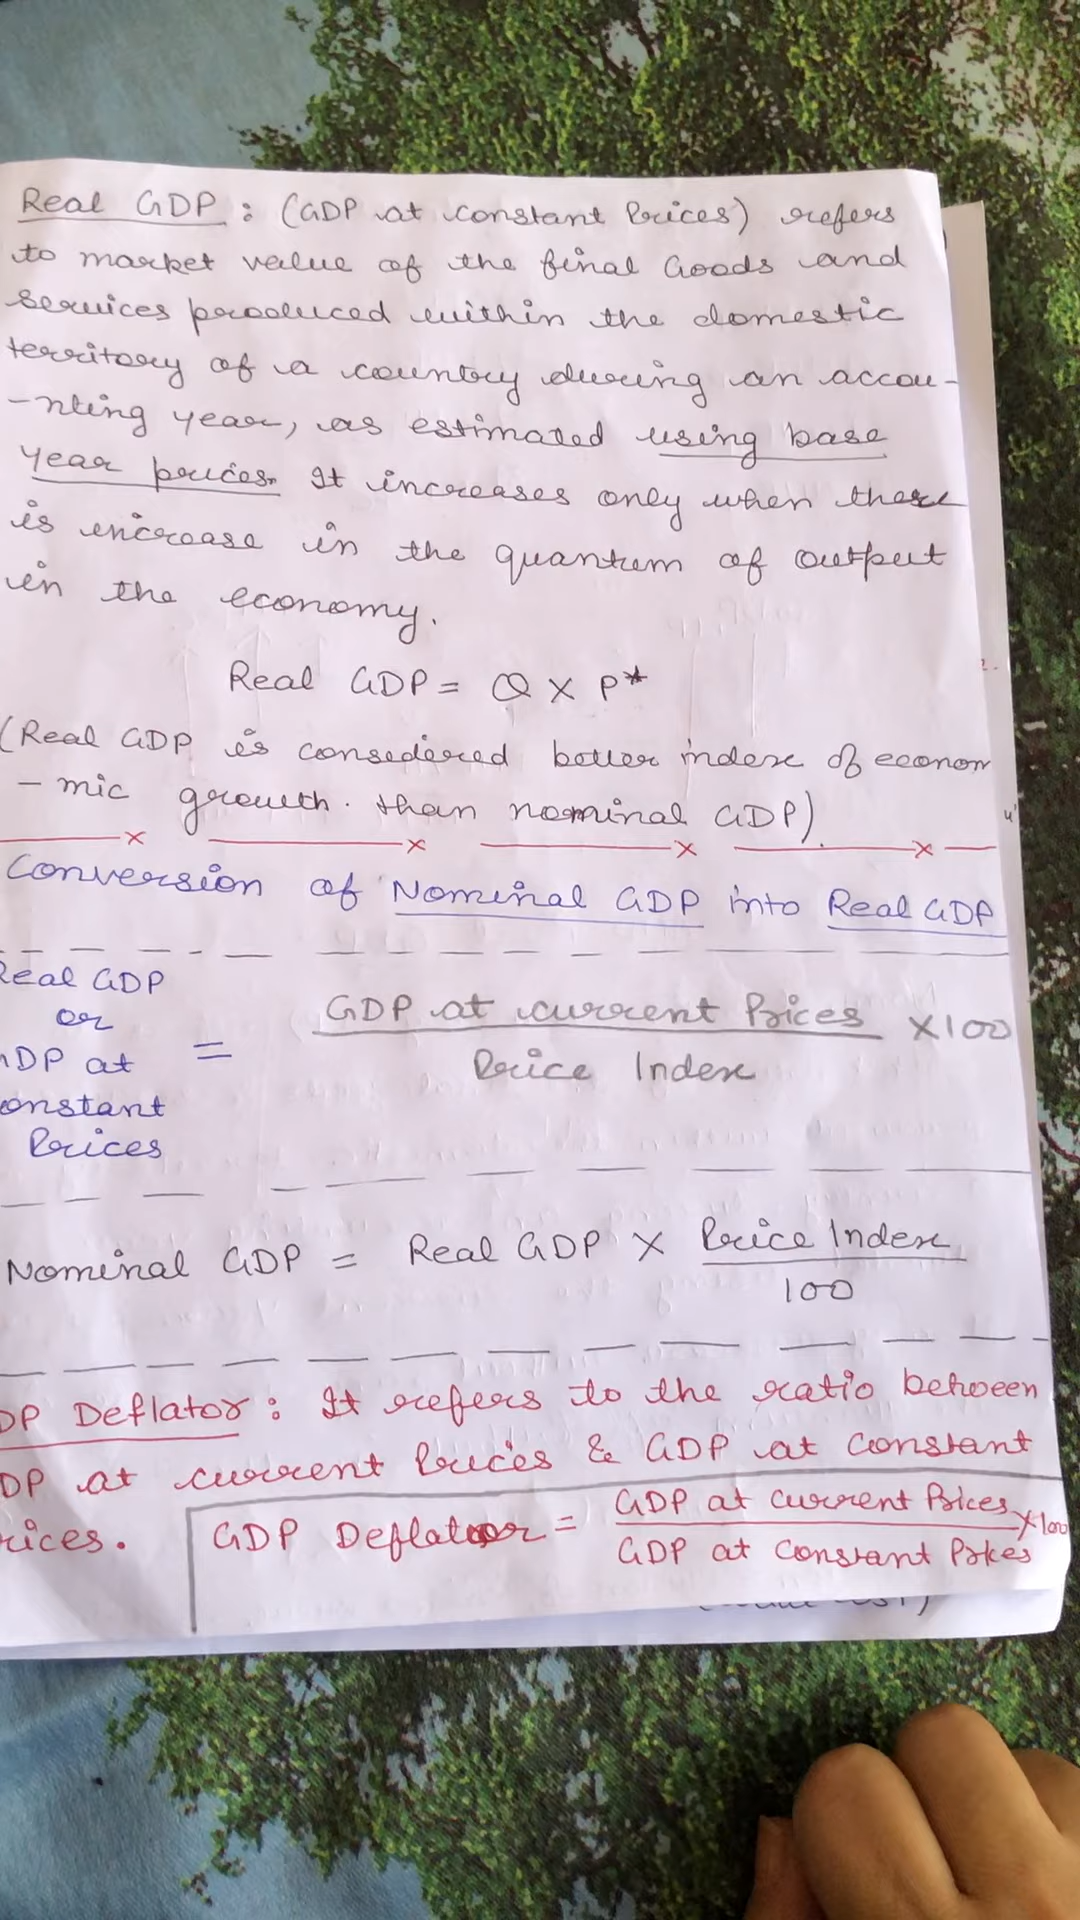 Real GDP : (GDP at constant Prices) refers
to market value of the final Goods and
services produced within the domestic
territory of a country during an accou-
-nting year, as estimated using base
year prices. It increases only when there
is increase in the quantum of output
in the economy.
Real GDP = Q X P*
(Real GDP is considered better index of econom
- mic growth. than nominal GDP).
Conversion of Nominal GDP into Real GDP
Real GDP
or
DP at
onstant
Prices
=
GDP at current Prices
Price Index
X100
Nominal GDP = Real GDP X Price Index
100
DP Deflator : It refers to the ratio between
DP at current Prices & GDP at constant
rices.
GDP Deflator = GDP at Current Prices X100
GDP at Constant Prices